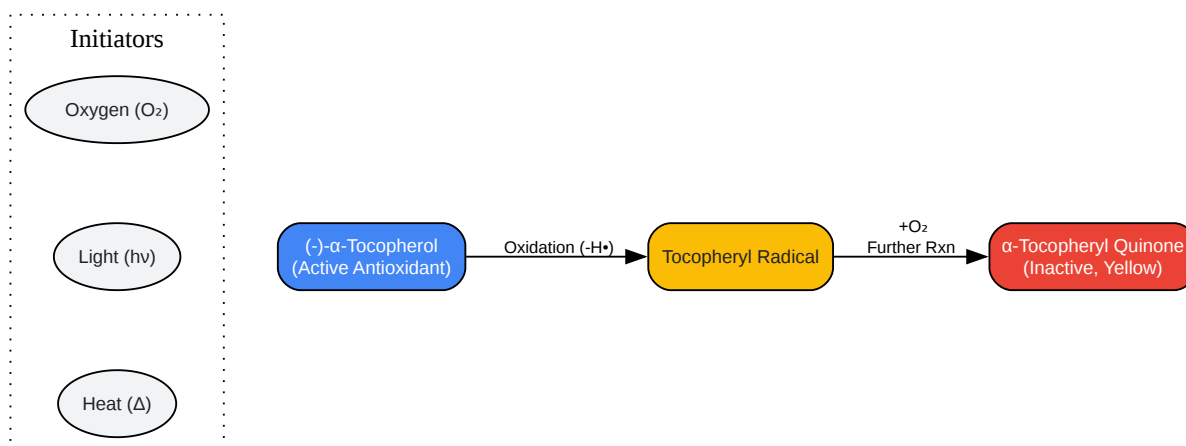 Initiators
Oxygen (O₂)
Light (hν)
Heat (Δ)
(-)-α-Tocopherol
(Active Antioxidant)
Oxidation (-H•)
Tocopheryl Radical
+O₂
Further Rxn
α-Tocopheryl Quinone
(Inactive, Yellow)